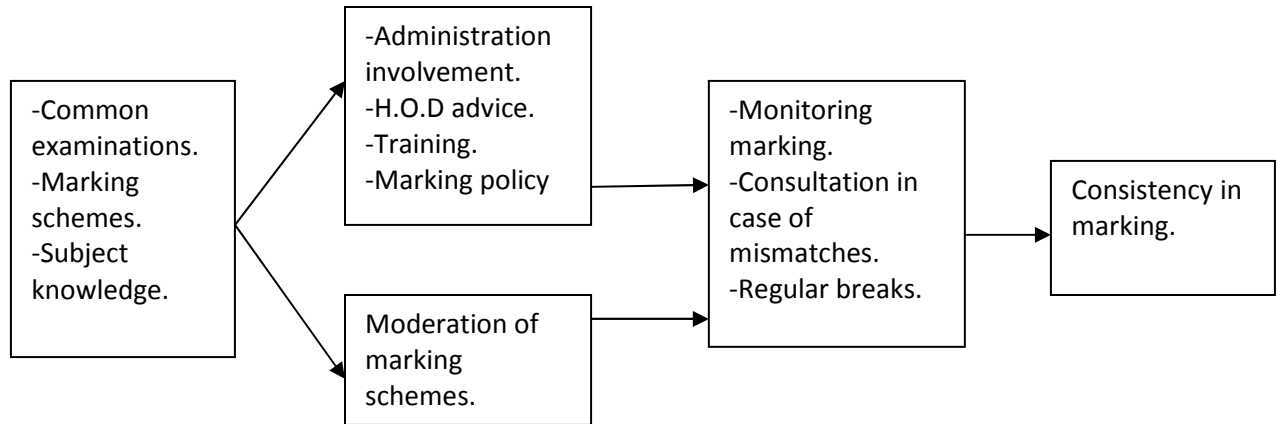 -Common
examinations.
-Marking
schemes.
-Subject
knowledge.
-Administration
involvement.
-H.O.D advice.
-Training.
-Marking policy
Moderation of
marking
schemes.
-Monitoring
marking.
-Consultation in
case of
mismatches.
-Regular breaks.
Consistency in
marking.